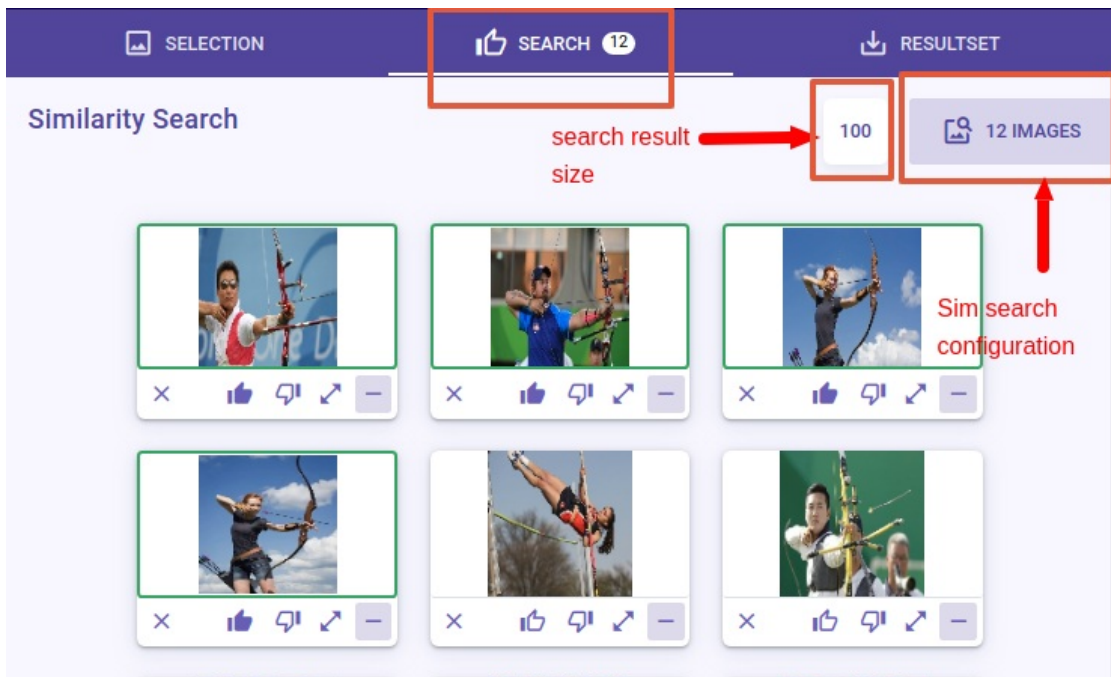 SELECTION
SEARCH 12
RESULTSET
Similarity Search
100
12 IMAGES
search result
size
Sim search
configuration